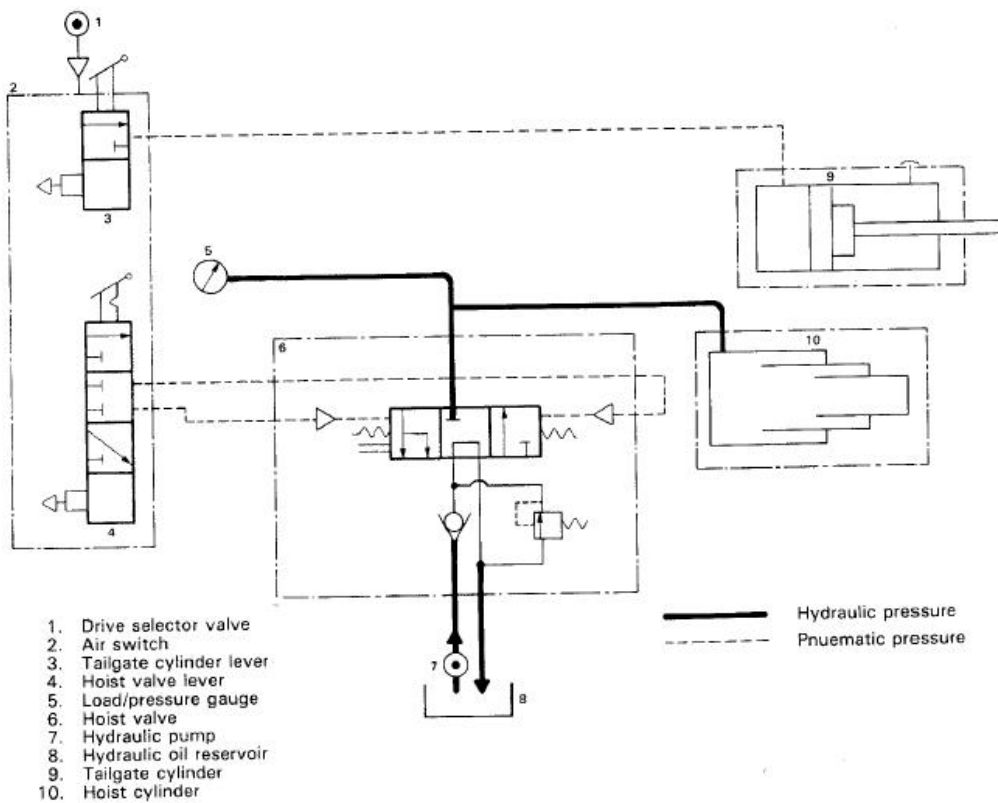 1
2
3
5
9
10
6
4
7
8
Hydraulic pressure
Pnuematic pressure
1. Drive selector valve
2. Air switch
3. Tailgate cylinder lever
4. Hoist valve lever
5. Load/pressure gauge
6. Hoist valve
7. Hydraulic pump
8. Hydraulic oil reservoir
9. Tailgate cylinder
10. Hoist cylinder